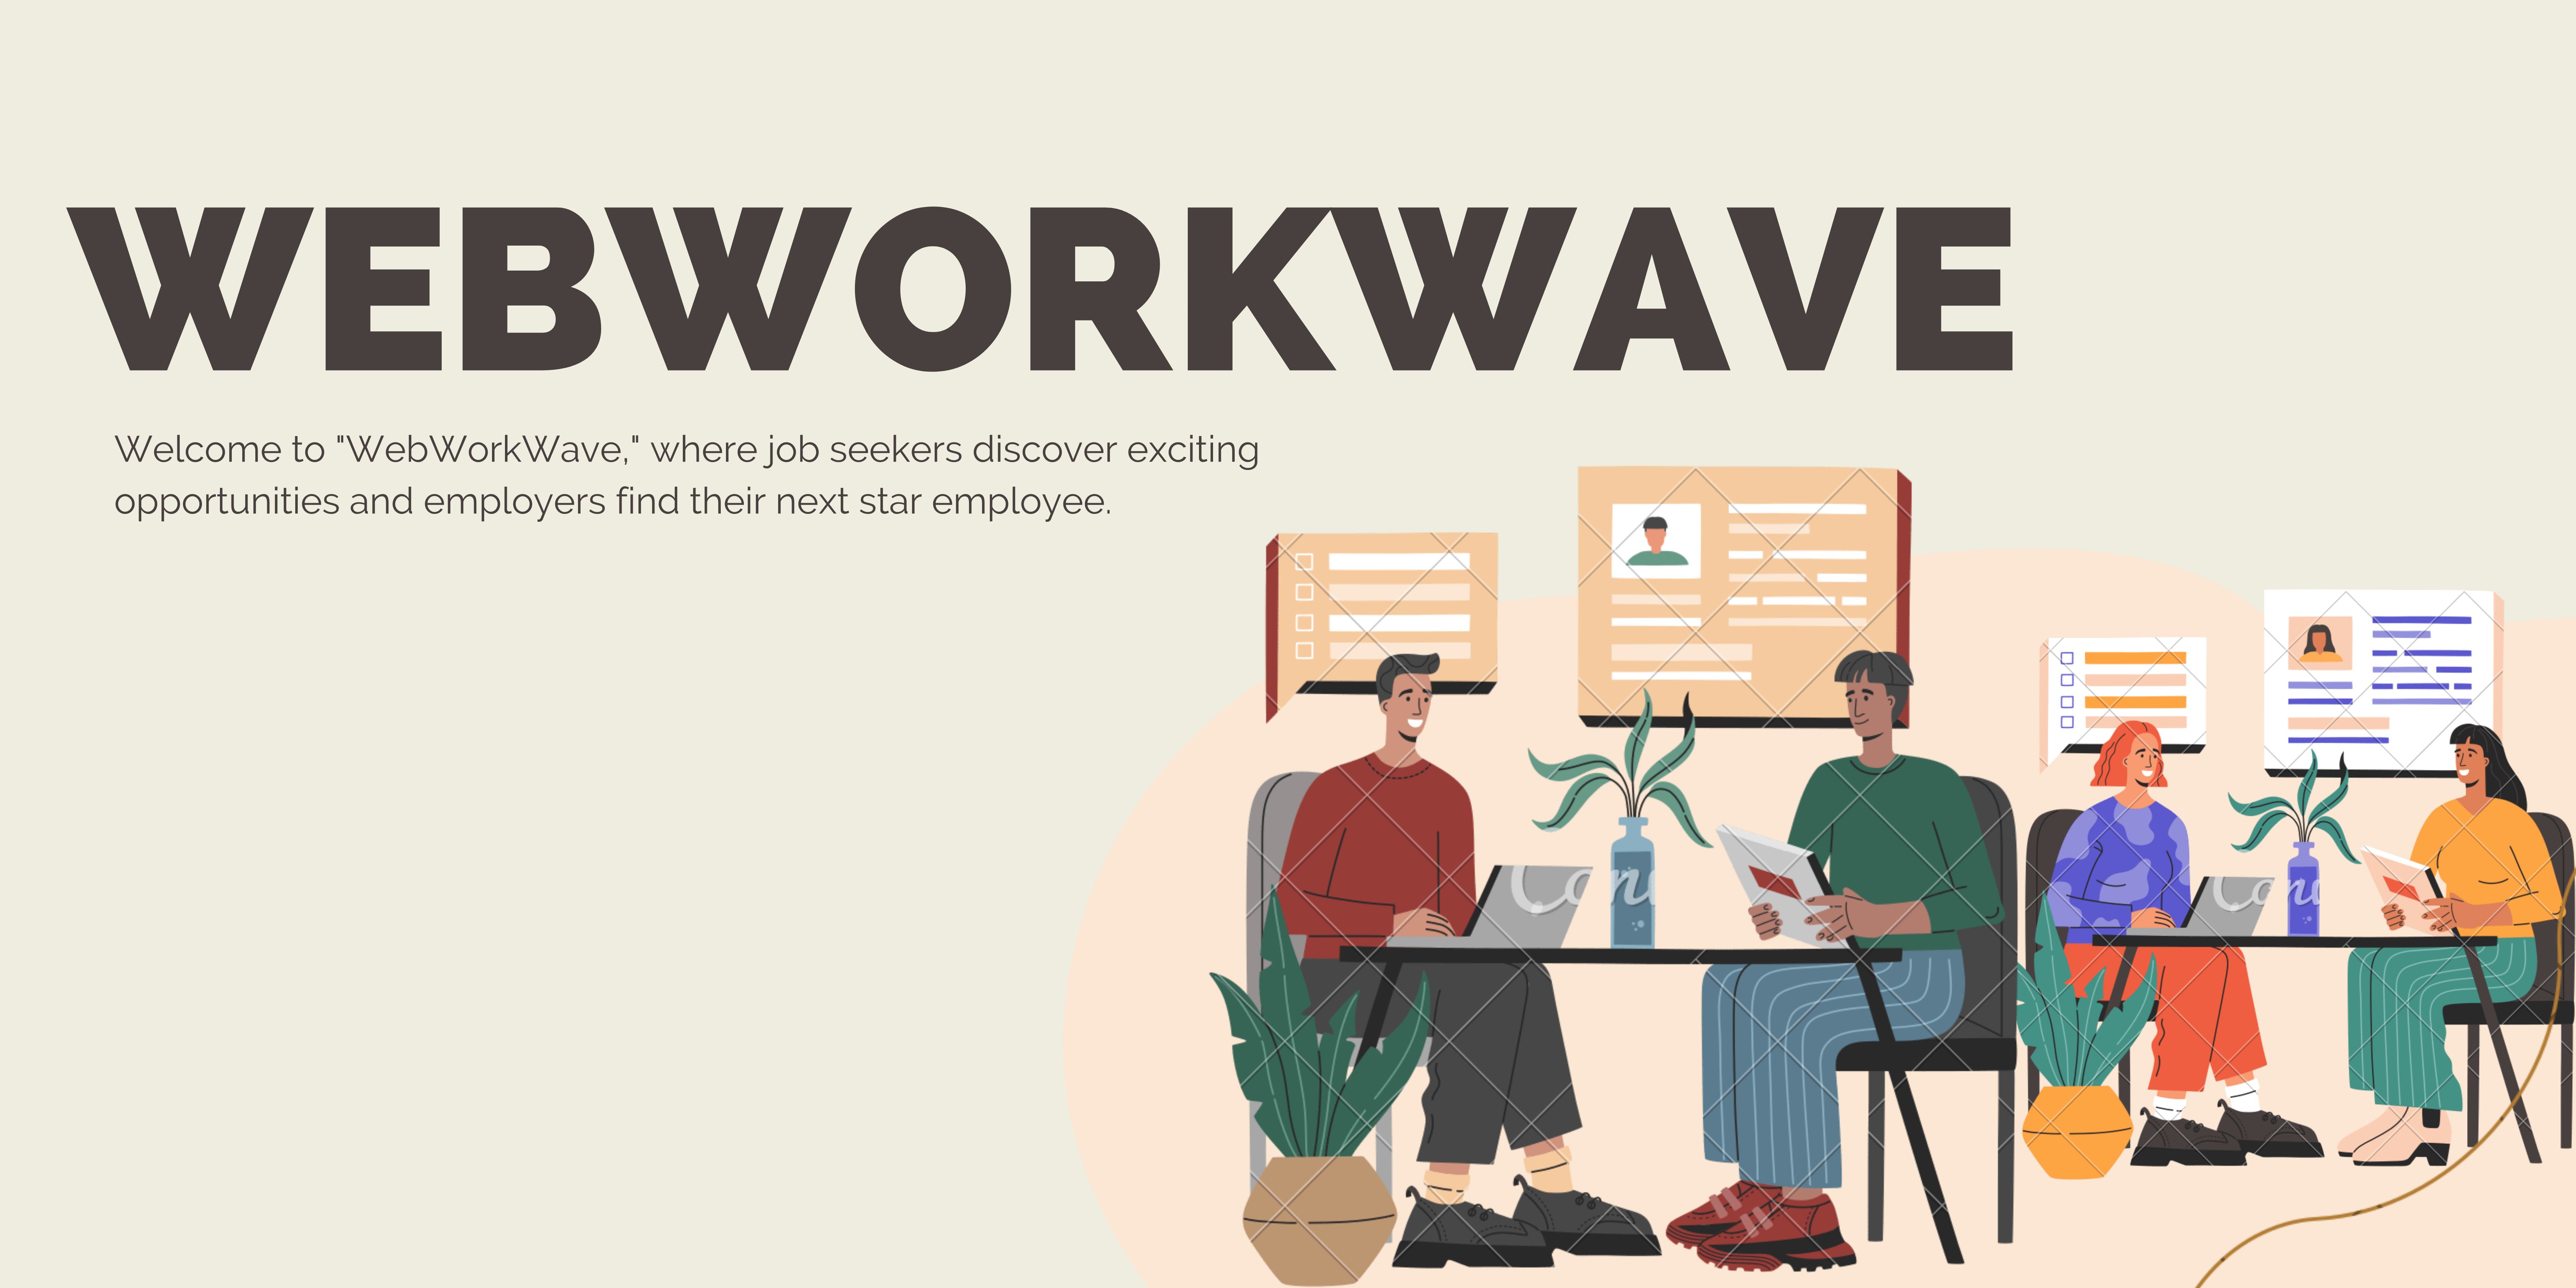 WEBWORKWAVE
Welcome to "WebWorkWave," where job seekers discover exciting
opportunities and employers find their next star employee.